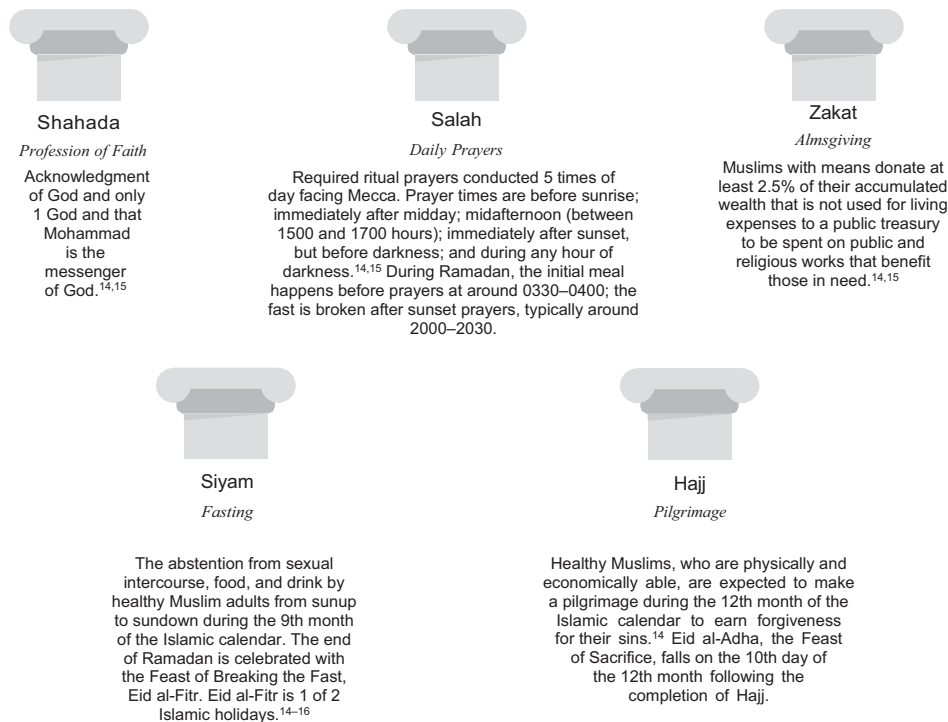 Shahada
Profession of Faith
Acknowledgment
of God and only
1 God and that
Mohammad
is the
messenger
of God.14,15
Salah
Daily Prayers
Required ritual prayers conducted 5 times of
day facing Mecca. Prayer times are before sunrise;
immediately after midday; midafternoon (between
1500 and 1700 hours); immediately after sunset,
but before darkness; and during any hour of
darkness.14,15 During Ramadan, the initial meal
happens before prayers at around 0330–0400; the
fast is broken after sunset prayers, typically around
2000–2030.
Zakat
Almsgiving
Muslims with means donate at
least 2.5% of their accumulated
wealth that is not used for living
expenses to a public treasury
to be spent on public and
religious works that benefit
those in need.14,15
Siyam
Fasting
The abstention from sexual
intercourse, food, and drink by
healthy Muslim adults from sunup
to sundown during the 9th month
of the Islamic calendar. The end
of Ramadan is celebrated with
the Feast of Breaking the Fast,
Eid al-Fitr. Eid al-Fitr is 1 of 2
Islamic holidays.14–16
Hajj
Pilgrimage
Healthy Muslims, who are physically and
economically able, are expected to make
a pilgrimage during the 12th month of the
Islamic calendar to earn forgiveness
for their sins.14 Eid al-Adha, the Feast
of Sacrifice, falls on the 10th day of
the 12th month following the
completion of Hajj.